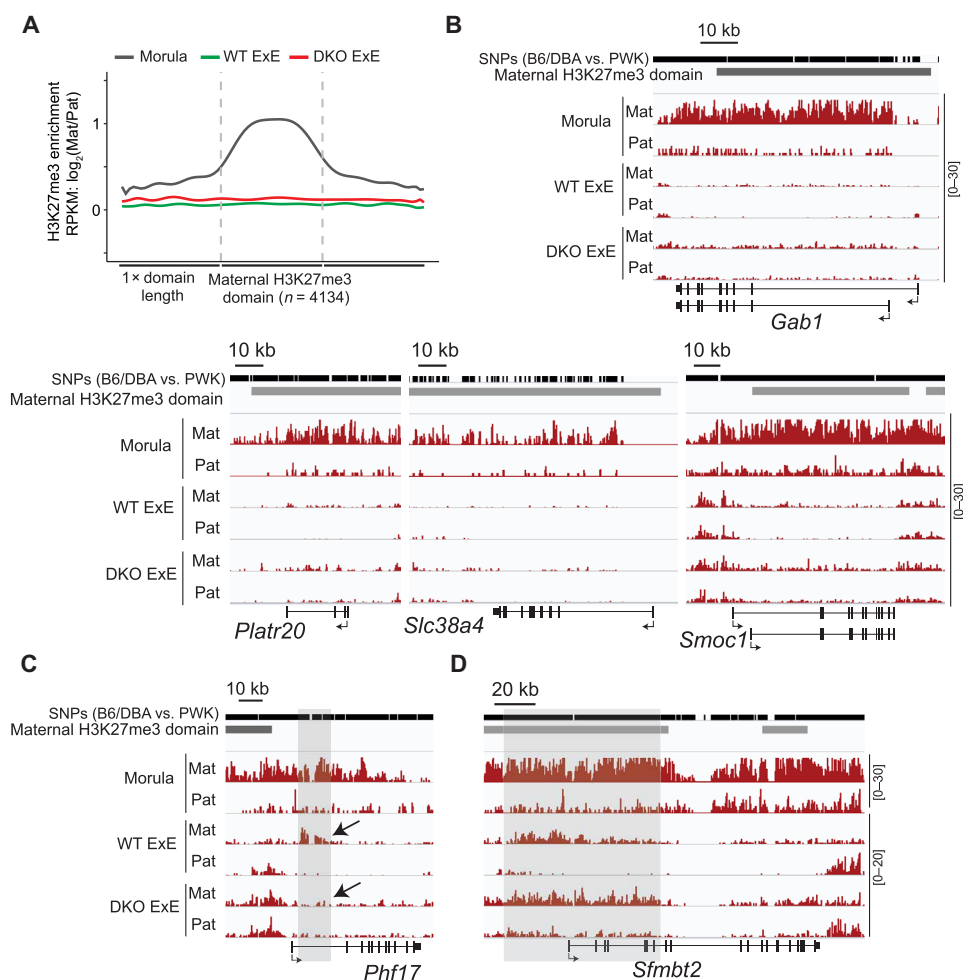 A
Morula WT ExE DKO ExE
H3K27me3 enrichment
RPKM: log2(Mat/Pat)
1
0
1× domain
length
Maternal H3K27me3
domain (n = 4134)
B
10 kb
SNPs (B6/DBA vs. PWK)
Maternal H3K27me3 domain
Morula
Mat
Pat
WT ExE
Mat
Pat
DKO ExE
Mat
Pat
[0–30]
Gab1
10 kb 10 kb 10 kb
SNPs (B6/DBA vs. PWK)
Maternal H3K27me3 domain
Morula
Mat
Pat
WT ExE
Mat
Pat
DKO ExE
Mat
Pat
[0–30]
Platr20 Slc38a4 Smoc1
C
10 kb
SNPs (B6/DBA vs. PWK)
Maternal H3K27me3 domain
Morula
Mat
Pat
WT ExE
Mat
Pat
DKO ExE
Mat
Pat
Phf17
D
20 kb
[0–30]
[0–20]
Sfmbt2